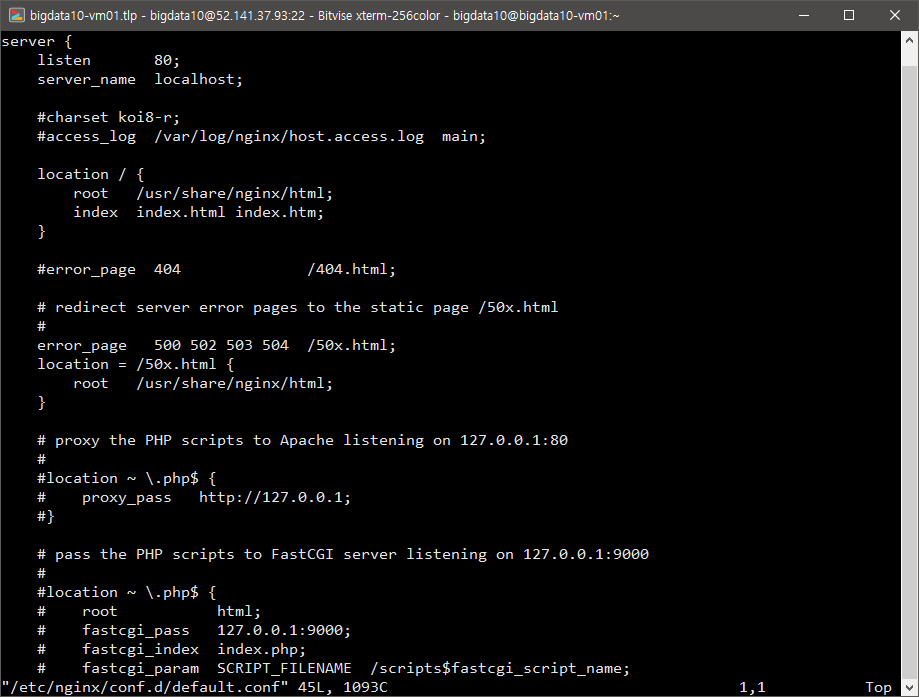 bigdata10-vm01.tlp - bigdata10@52.141.37.93:22 - Bitvise xterm-256color - bigdata10@bigdata10-vm01:~
server {
    listen       80;
    server_name  localhost;

    #charset koi8-r;
    #access_log  /var/log/nginx/host.access.log  main;

    location / {
        root   /usr/share/nginx/html;
        index  index.html index.htm;
    }

    #error_page  404              /404.html;

    # redirect server error pages to the static page /50x.html
    #
    error_page   500 502 503 504  /50x.html;
    location = /50x.html {
        root   /usr/share/nginx/html;
    }

    # proxy the PHP scripts to Apache listening on 127.0.0.1:80
    #
    #location ~ \.php$ {
    #    proxy_pass   http://127.0.0.1;
    #}

    # pass the PHP scripts to FastCGI server listening on 127.0.0.1:9000
    #
    #location ~ \.php$ {
    #    root           html;
    #    fastcgi_pass   127.0.0.1:9000;
    #    fastcgi_index  index.php;
    #    fastcgi_param  SCRIPT_FILENAME  /scripts$fastcgi_script_name;
"/etc/nginx/conf.d/default.conf" 45L, 1093C                                       1,1           Top